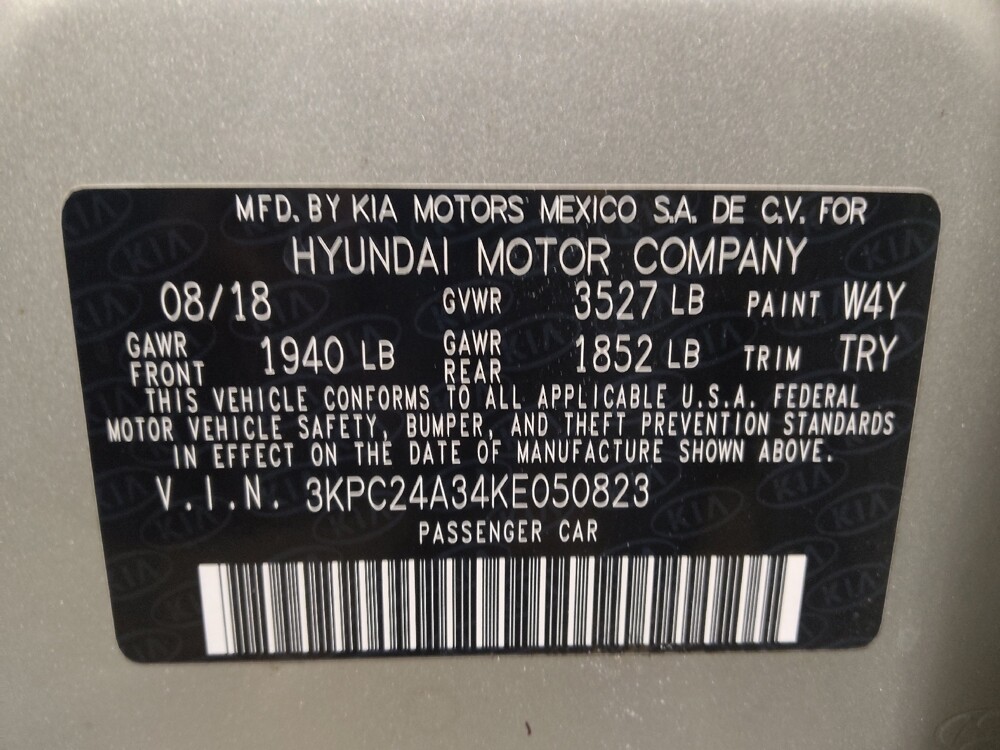 MFD. BY KIA MOTORS MEXICO S.A. DE C.V. FOR
HYUNDAI MOTOR COMPANY
08/18 GVWR 3527 LB PAINT W4Y
GAWR FRONT 1940 LB GAWR REAR 1852 LB TRIM TRY
THIS VEHICLE CONFORMS TO ALL APPLICABLE U.S.A. FEDERAL
MOTOR VEHICLE SAFETY, BUMPER, AND THEFT PREVENTION STANDARDS
IN EFFECT ON THE DATE OF MANUFACTURE SHOWN ABOVE.
V.I.N. 3KPC24A34KE050823
PASSENGER CAR